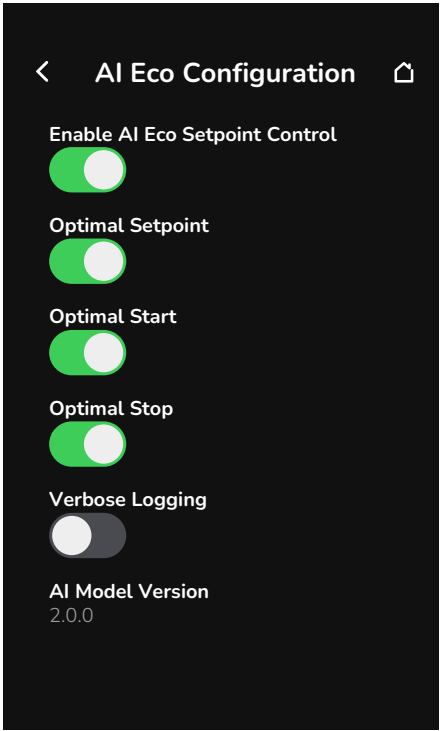 AI Eco Configuration
Enable AI Eco Setpoint Control
Optimal Setpoint
Optimal Start
Optimal Stop
Verbose Logging
AI Model Version
2.0.0